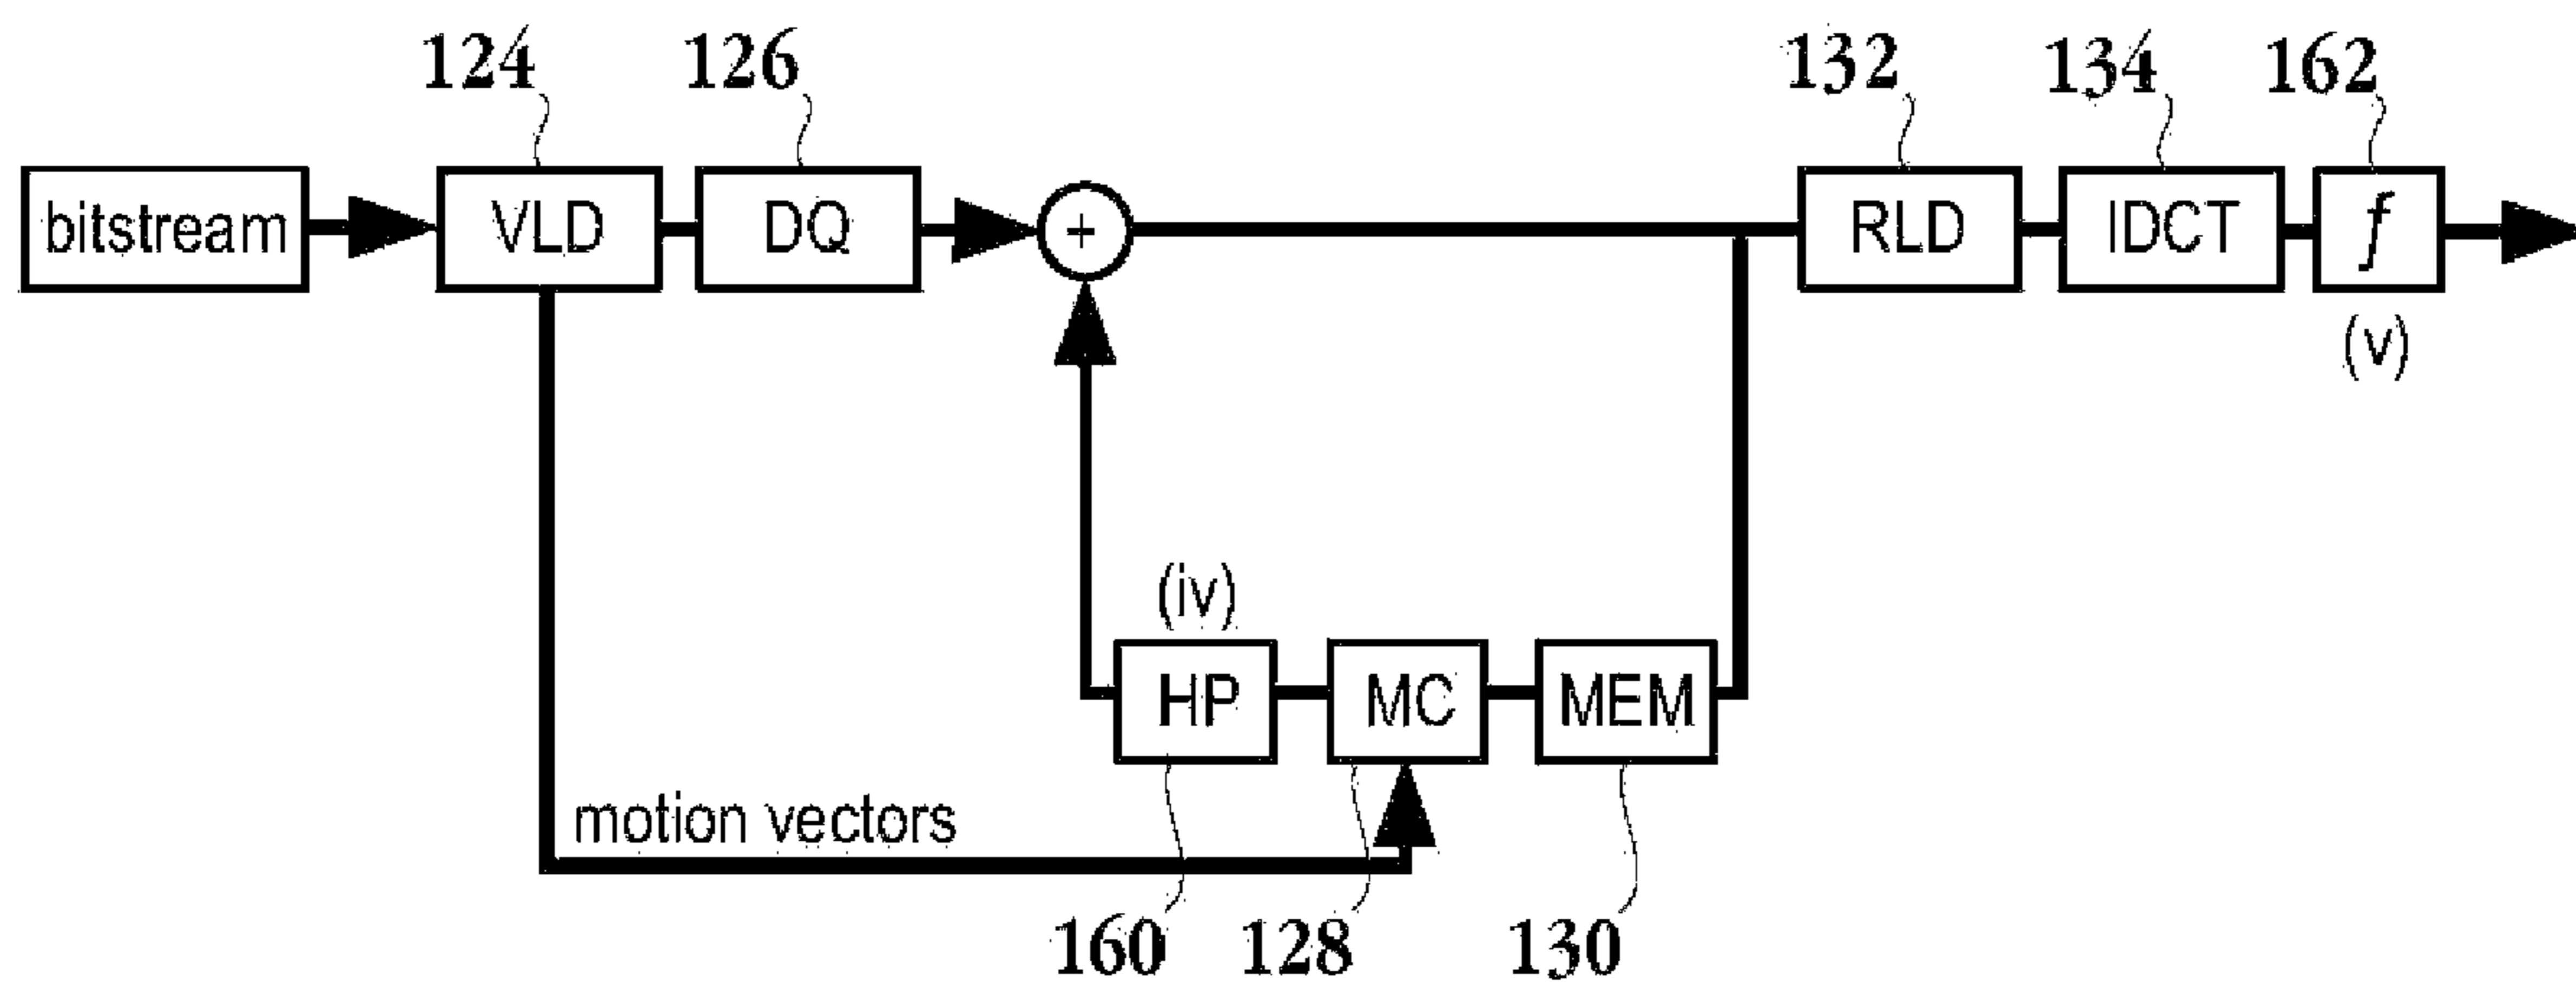 124 126 132 134 162
bitstream VLD DQ + RLD IDCT f
(v)
(iv)
HP MC MEM
motion vectors
160 128 130